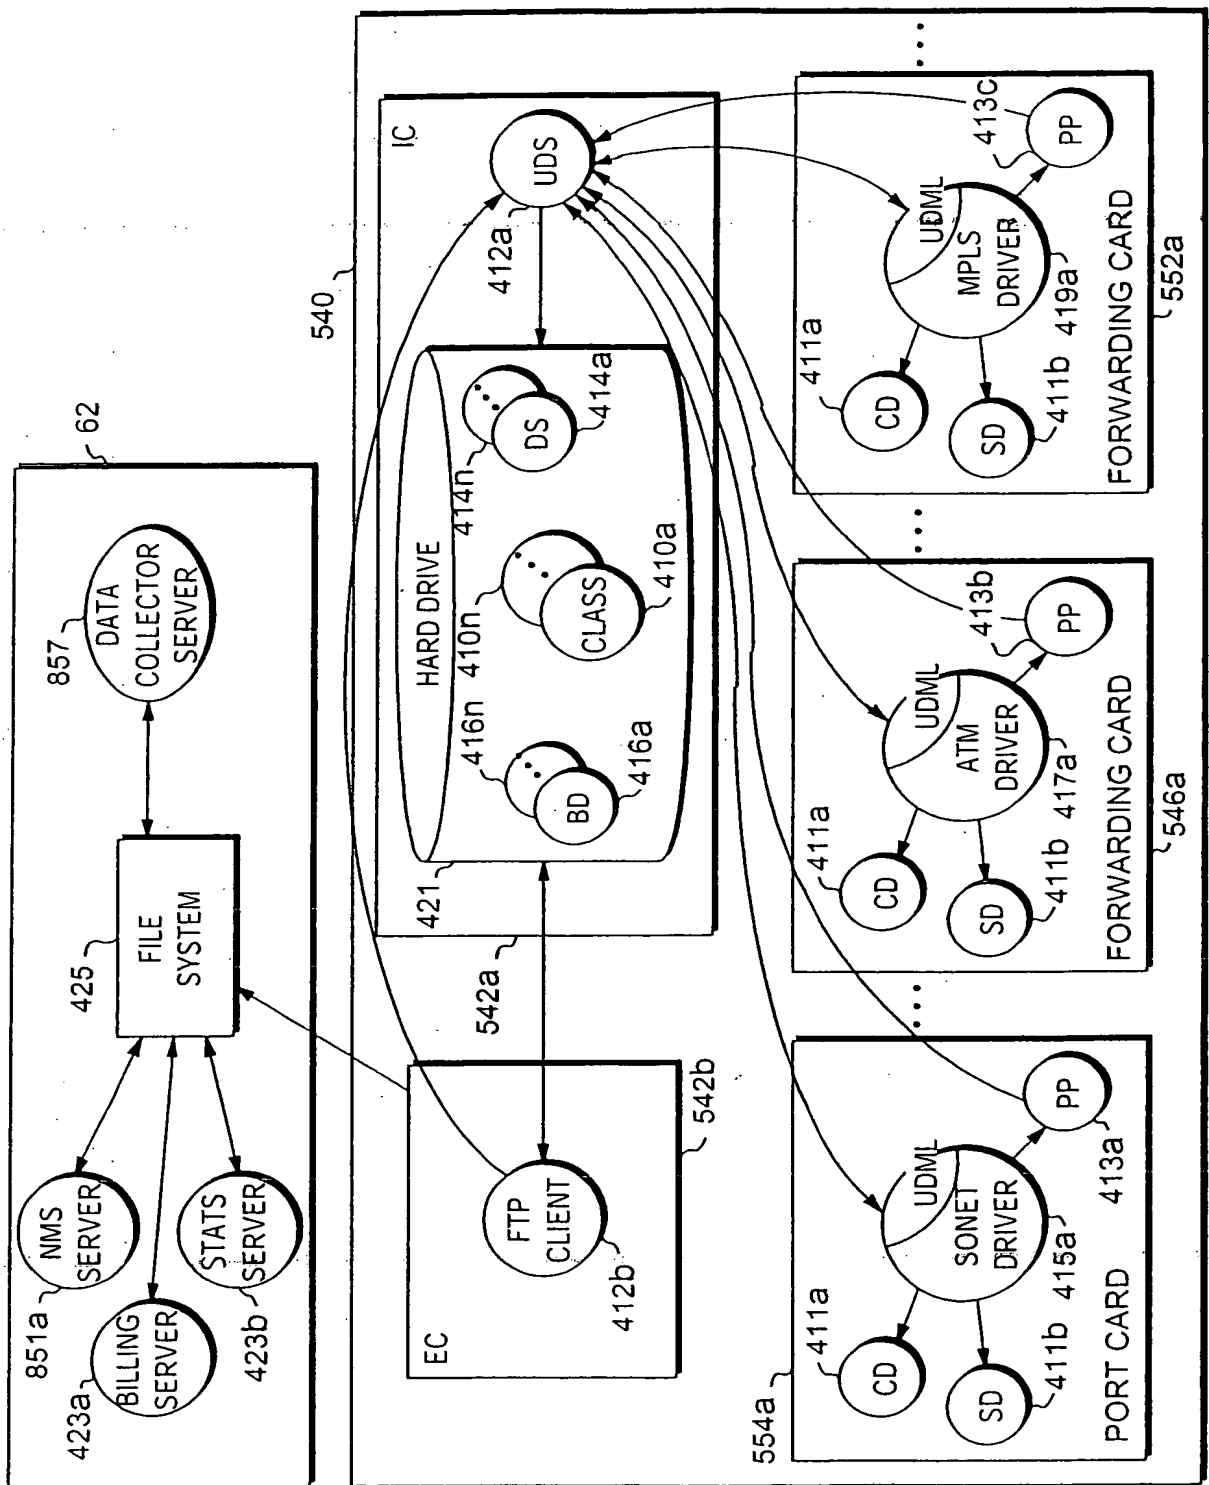 62
NMS
SERVER
851a
BILLING
SERVER
423a
STATS
SERVER
423b
FILE
SYSTEM
425
DATA
COLLECTOR
SERVER
857
540
EC
FTP
CLIENT
412b
542b
542a
IC
HARD DRIVE
421
BD
416n
416a
CLASS
410n
410a
DS
414n
414a
UDS
412a
554a
CD
411a
SD
411b
UDML
SONET
DRIVER
415a
PP
413a
PORT CARD
CD
411a
SD
411b
UDML
ATM
DRIVER
417a
PP
413b
FORWARDING CARD
546a
CD
411a
SD
411b
UDML
MPLS
DRIVER
419a
PP
413c
FORWARDING CARD
552a